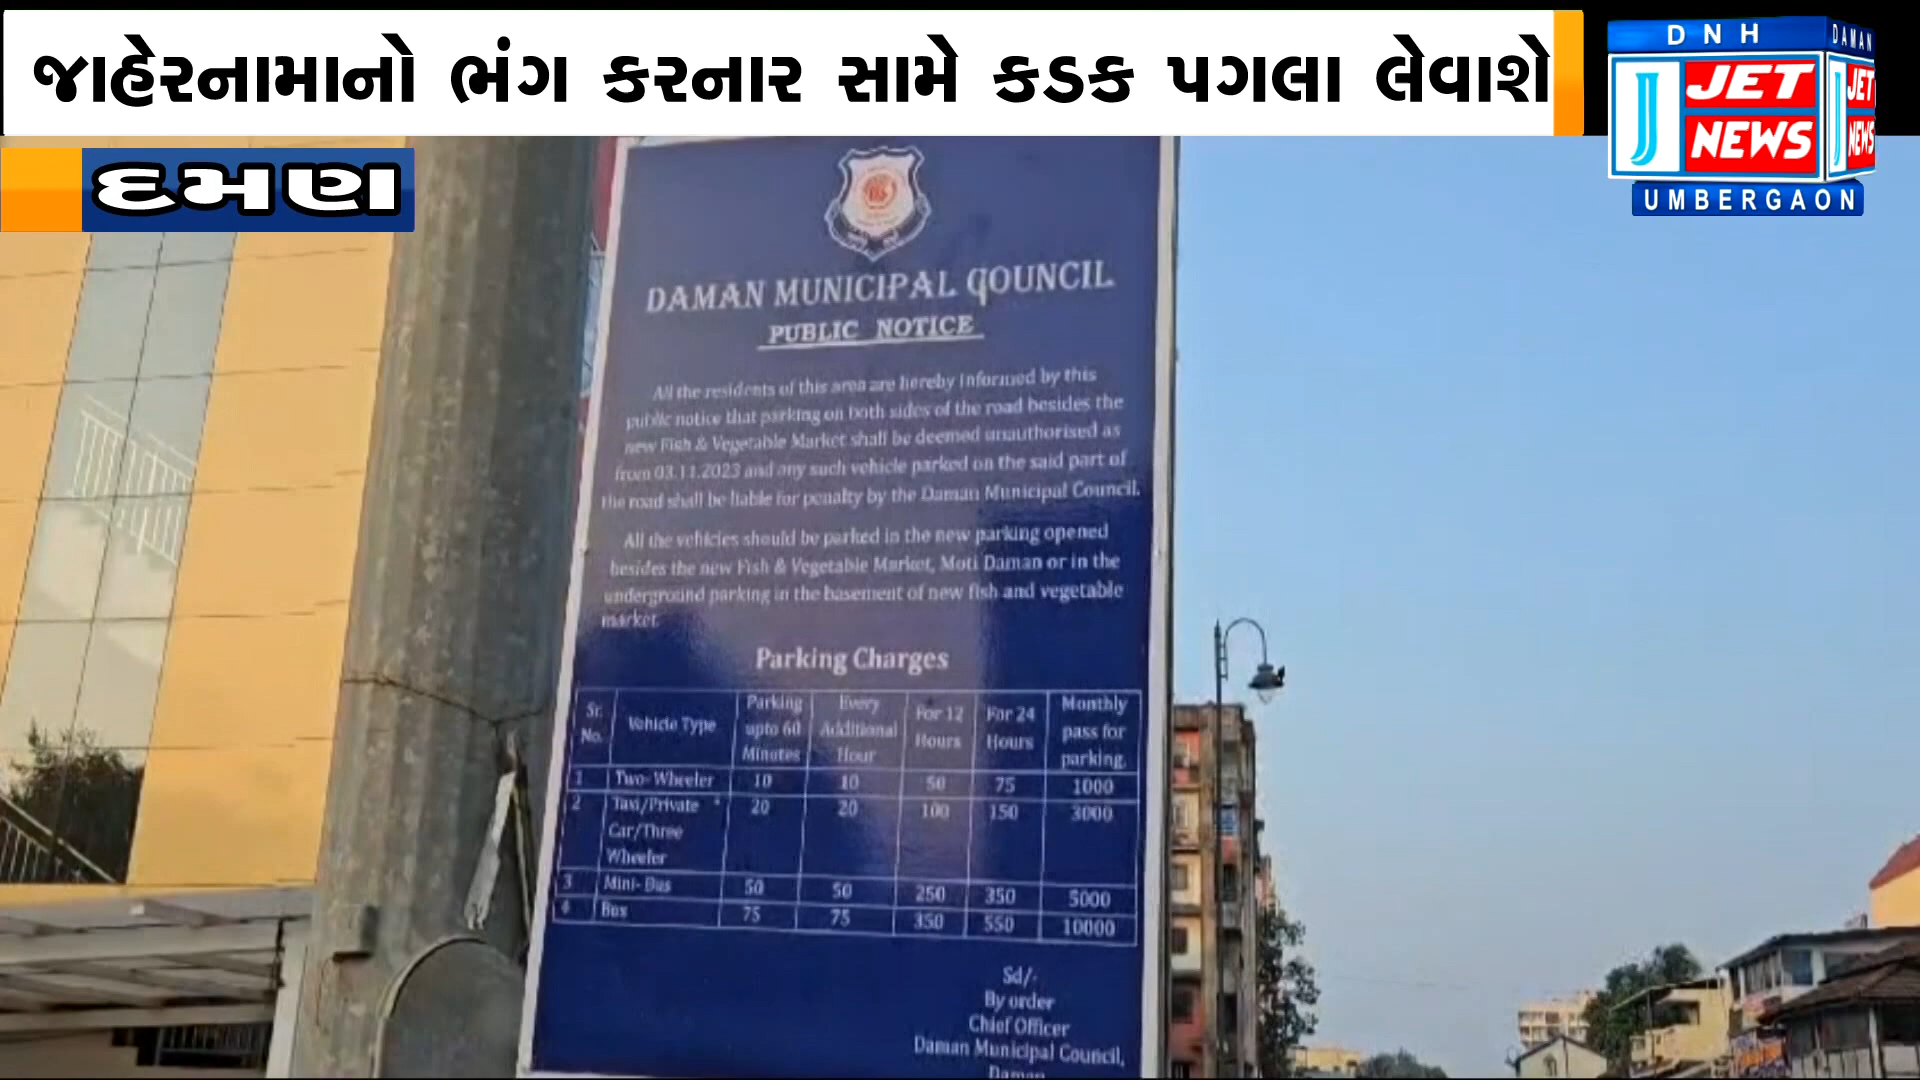 જાહેરનામાનો ભંગ કરનાર સામે કડક પગલા લેવાશે
DNH
DAMAN
JET
NEWS
JET
NEWS
UMBERGAON
દમણ
DAMAN MUNICIPAL COUNCIL
PUBLIC NOTICE
All the residents of this area are hereby informed by this
public notice that parking on both sides of the road besides the
new Fish & Vegetable Market shall be deemed unauthorised as
from 03.11.2023 and any such vehicle parked on the said part of
the road shall be liable for penalty by the Daman Municipal Council.
All the vehicles should be parked in the new parking opened
besides the new Fish & Vegetable Market, Moti Daman or in the
underground parking in the basement of new fish and vegetable
market.
Parking Charges
Sr. No. Vehicle Type Parking upto 60 Minutes Every Additional Hour For 12 Hours For 24 Hours Monthly pass for parking.
1 Two-Wheeler 10 10 50 75 1000
2 Taxi/Private Car/Three Wheeler 20 20 100 150 3000
3 Mini-Bus 50 50 250 350 5000
4 Bus 75 75 350 550 10000
Sd/-
By order
Chief Officer
Daman Municipal Council,
Daman